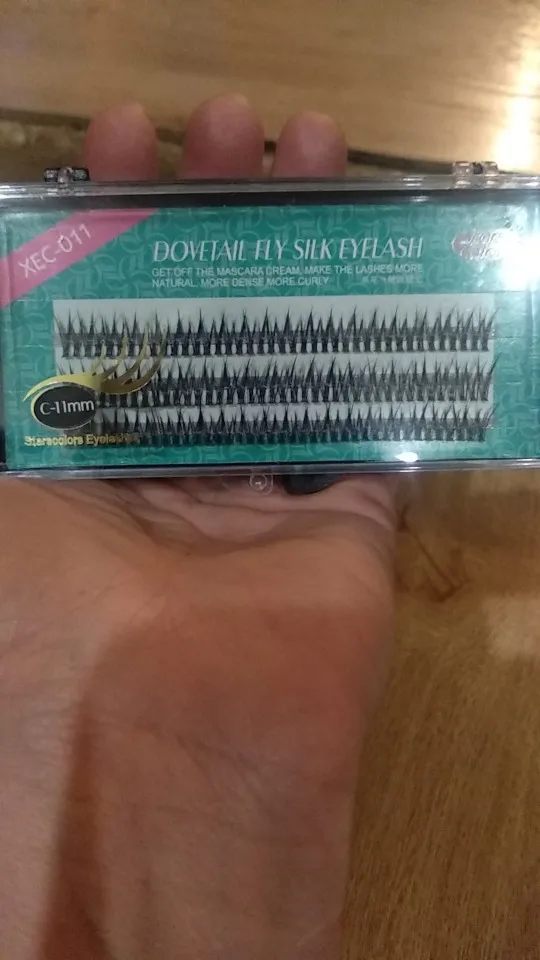 XEC-011
DOVETAIL FLY SILK EYELASH
GET OFF THE MASCARA CREAM, MAKE THE LASHES MORE
NATURAL, MORE DENSE MORE CURLY
C-11mm
Starscolors Eyelashes